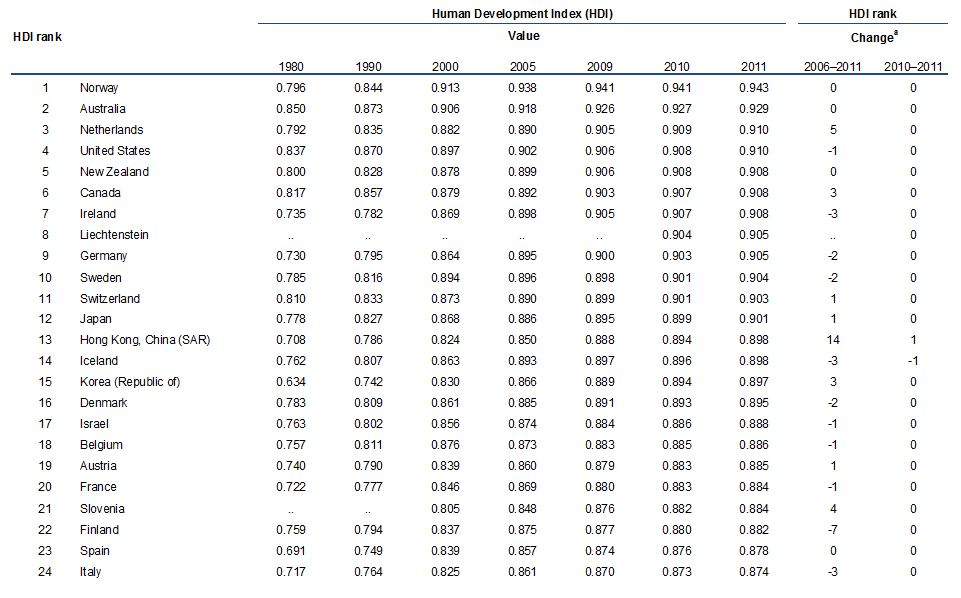 Human Development Index (HDI) HDI rank
HDI rank Value Changeª
1980 1990 2000 2005 2009 2010 2011 2006–2011 2010–2011
1 Norway 0.796 0.844 0.913 0.938 0.941 0.941 0.943 0 0
2 Australia 0.850 0.873 0.906 0.918 0.926 0.927 0.929 0 0
3 Netherlands 0.792 0.835 0.882 0.890 0.905 0.909 0.910 5 0
4 United States 0.837 0.870 0.897 0.902 0.906 0.908 0.910 -1 0
5 New Zealand 0.800 0.828 0.878 0.899 0.906 0.908 0.908 0 0
6 Canada 0.817 0.857 0.879 0.892 0.903 0.907 0.908 3 0
7 Ireland 0.735 0.782 0.869 0.898 0.905 0.907 0.908 -3 0
8 Liechtenstein .. .. .. .. .. 0.904 0.905 .. 0
9 Germany 0.730 0.795 0.864 0.895 0.900 0.903 0.905 -2 0
10 Sweden 0.785 0.816 0.894 0.896 0.898 0.901 0.904 -2 0
11 Switzerland 0.810 0.833 0.873 0.890 0.899 0.901 0.903 1 0
12 Japan 0.778 0.827 0.868 0.886 0.895 0.899 0.901 1 0
13 Hong Kong, China (SAR) 0.708 0.786 0.824 0.850 0.888 0.894 0.898 14 1
14 Iceland 0.762 0.807 0.863 0.893 0.897 0.896 0.898 -3 -1
15 Korea (Republic of) 0.634 0.742 0.830 0.866 0.889 0.894 0.897 3 0
16 Denmark 0.783 0.809 0.861 0.885 0.891 0.893 0.895 -2 0
17 Israel 0.763 0.802 0.856 0.874 0.884 0.886 0.888 -1 0
18 Belgium 0.757 0.811 0.876 0.873 0.883 0.885 0.886 -1 0
19 Austria 0.740 0.790 0.839 0.860 0.879 0.883 0.885 1 0
20 France 0.722 0.777 0.846 0.869 0.880 0.883 0.884 -1 0
21 Slovenia .. .. 0.805 0.848 0.876 0.882 0.884 4 0
22 Finland 0.759 0.794 0.837 0.875 0.877 0.880 0.882 -7 0
23 Spain 0.691 0.749 0.839 0.857 0.874 0.876 0.878 0 0
24 Italy 0.717 0.764 0.825 0.861 0.870 0.873 0.874 -3 0